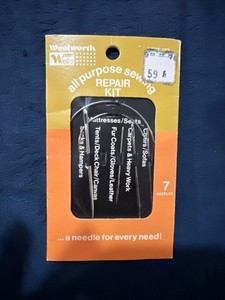 Woolworth
W
59
all purpose sewing
REPAIR
KIT
Mattresses/Seats
Chairs/Sofas
Carpets & Heavy Work
Fur Coats/Gloves/Leather
Tents/Deck Chair/Canvas
Sacks & Hampers
7
NEEDLES
...a needle for every need!